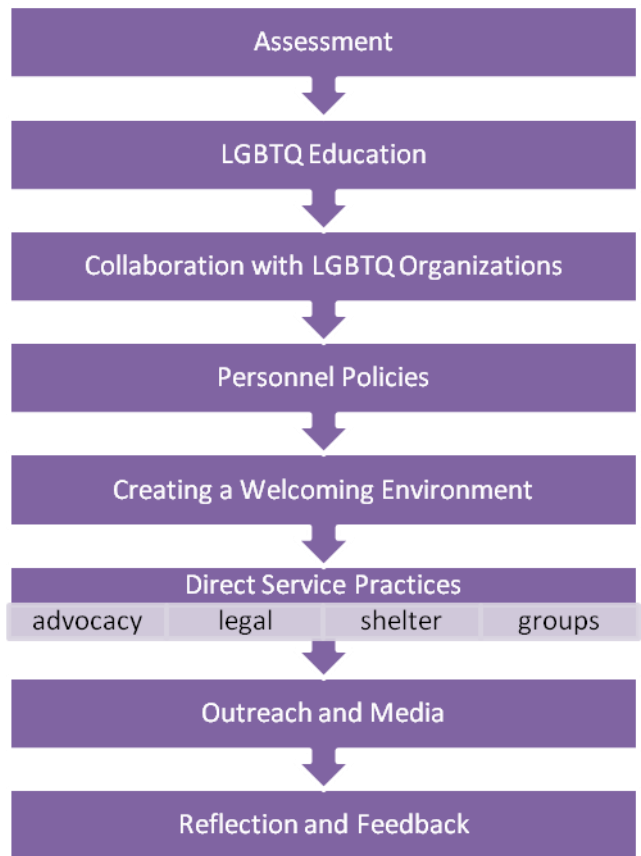 Assessment
LGBTQ Education
Collaboration with LGBTQ Organizations
Personnel Policies
Creating a Welcoming Environment
Direct Service Practices
advocacy legal shelter groups
Outreach and Media
Reflection and Feedback